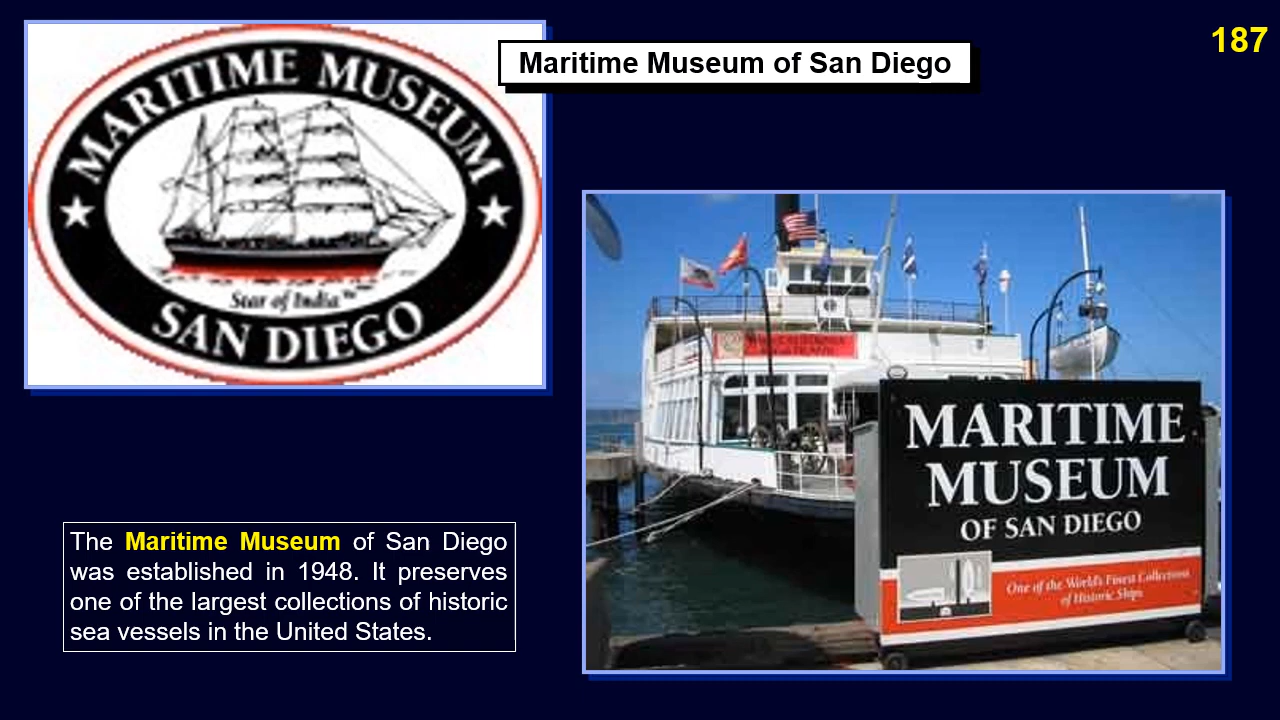 187
Maritime Museum of San Diego
MARITIME MUSEUM
Star of India™
SAN DIEGO
MARITIME
MUSEUM
OF SAN DIEGO
One of the World's Finest Collections
of Historic Ships
The Maritime Museum of San Diego
was established in 1948. It preserves
one of the largest collections of historic
sea vessels in the United States.